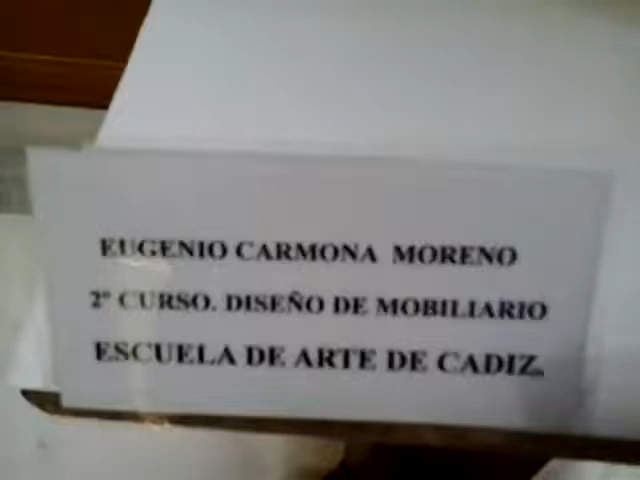 EUGENIO CARMONA MORENO
2º CURSO. DISEÑO DE MOBILIARIO
ESCUELA DE ARTE DE CADIZ.